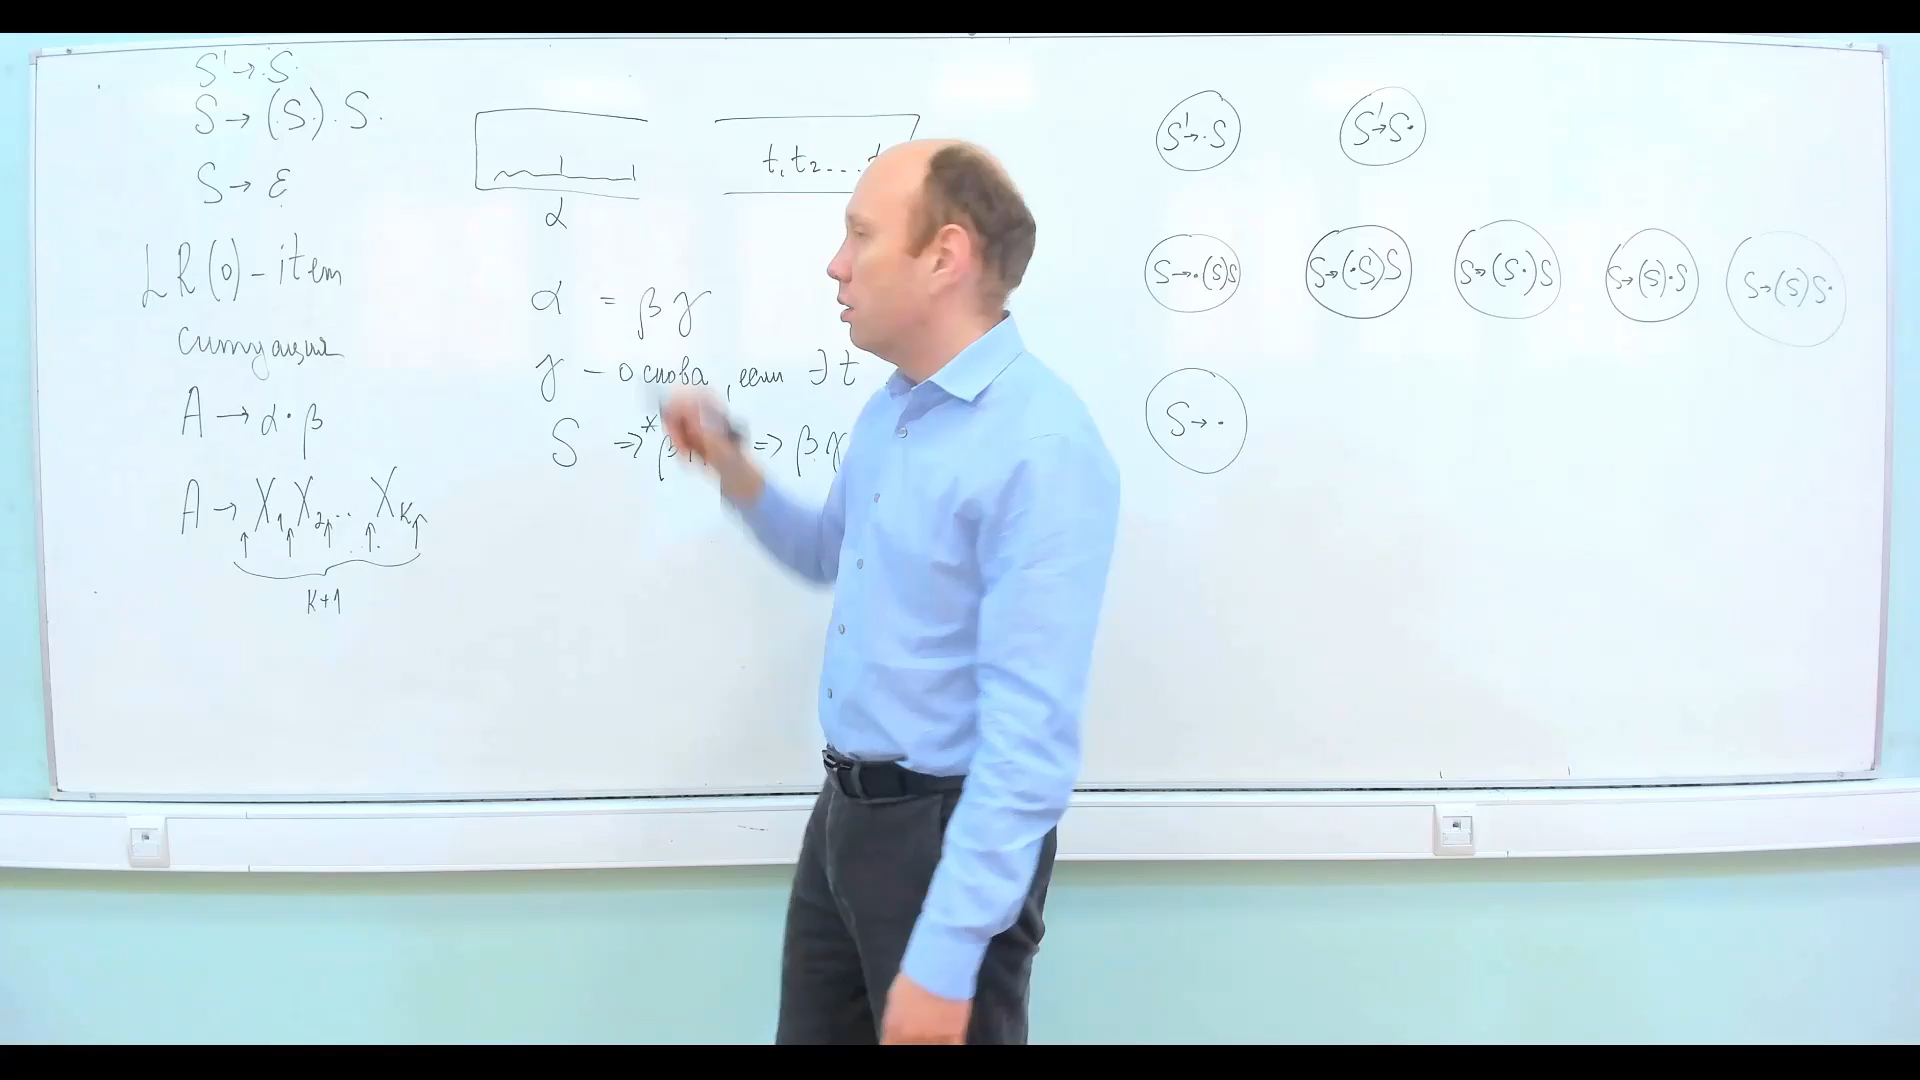 S' → ·S·
S → (·S)·S·
S → ε
LR(0) - item
ситуация
A → α·β
A → X₁X₂... Xₖ
K+1
t₁t₂...
α
α = βγ
γ - основа, если ∃ t
S ⇒* β ⇒ βγ
S'→·S S'→S·
S→·(S)S S→(·S)S S→(S·)S S→(S)·S S→(S)S·
S→·